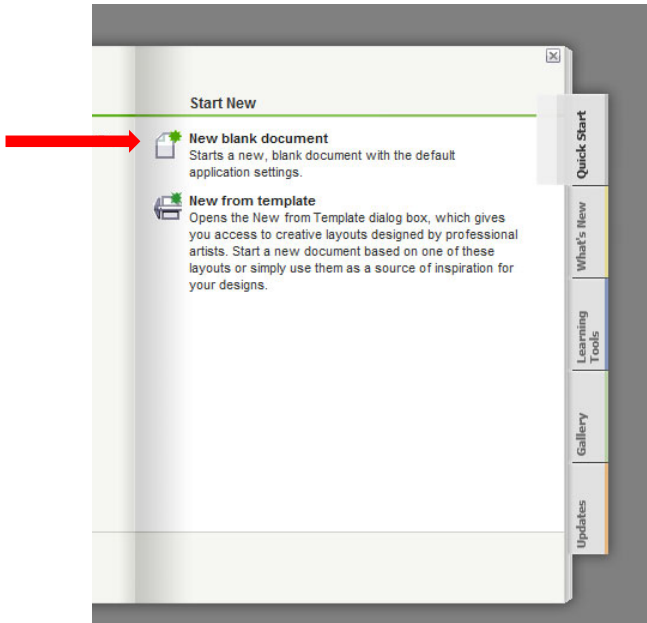 Start New
New blank document
Starts a new, blank document with the default
application settings.
New from template
Opens the New from Template dialog box, which gives
you access to creative layouts designed by professional
artists. Start a new document based on one of these
layouts or simply use them as a source of inspiration for
your designs.
Quick Start
What's New
Learning
Tools
Gallery
Updates